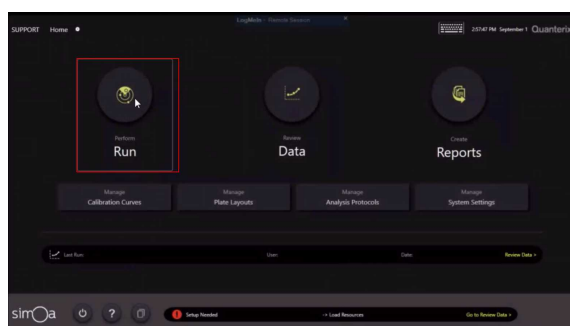 LogMeIn - Remote Session ×
SUPPORT Home 2:57:47 PM September 1 Quanterix
Perform
Run
Review
Data
Create
Reports
Manage
Calibration Curves
Manage
Plate Layouts
Manage
Analysis Protocols
Manage
System Settings
Last Run: User: Date: Review Data >
simoa ? ! Setup Needed → Load Resources Go to Review Data >